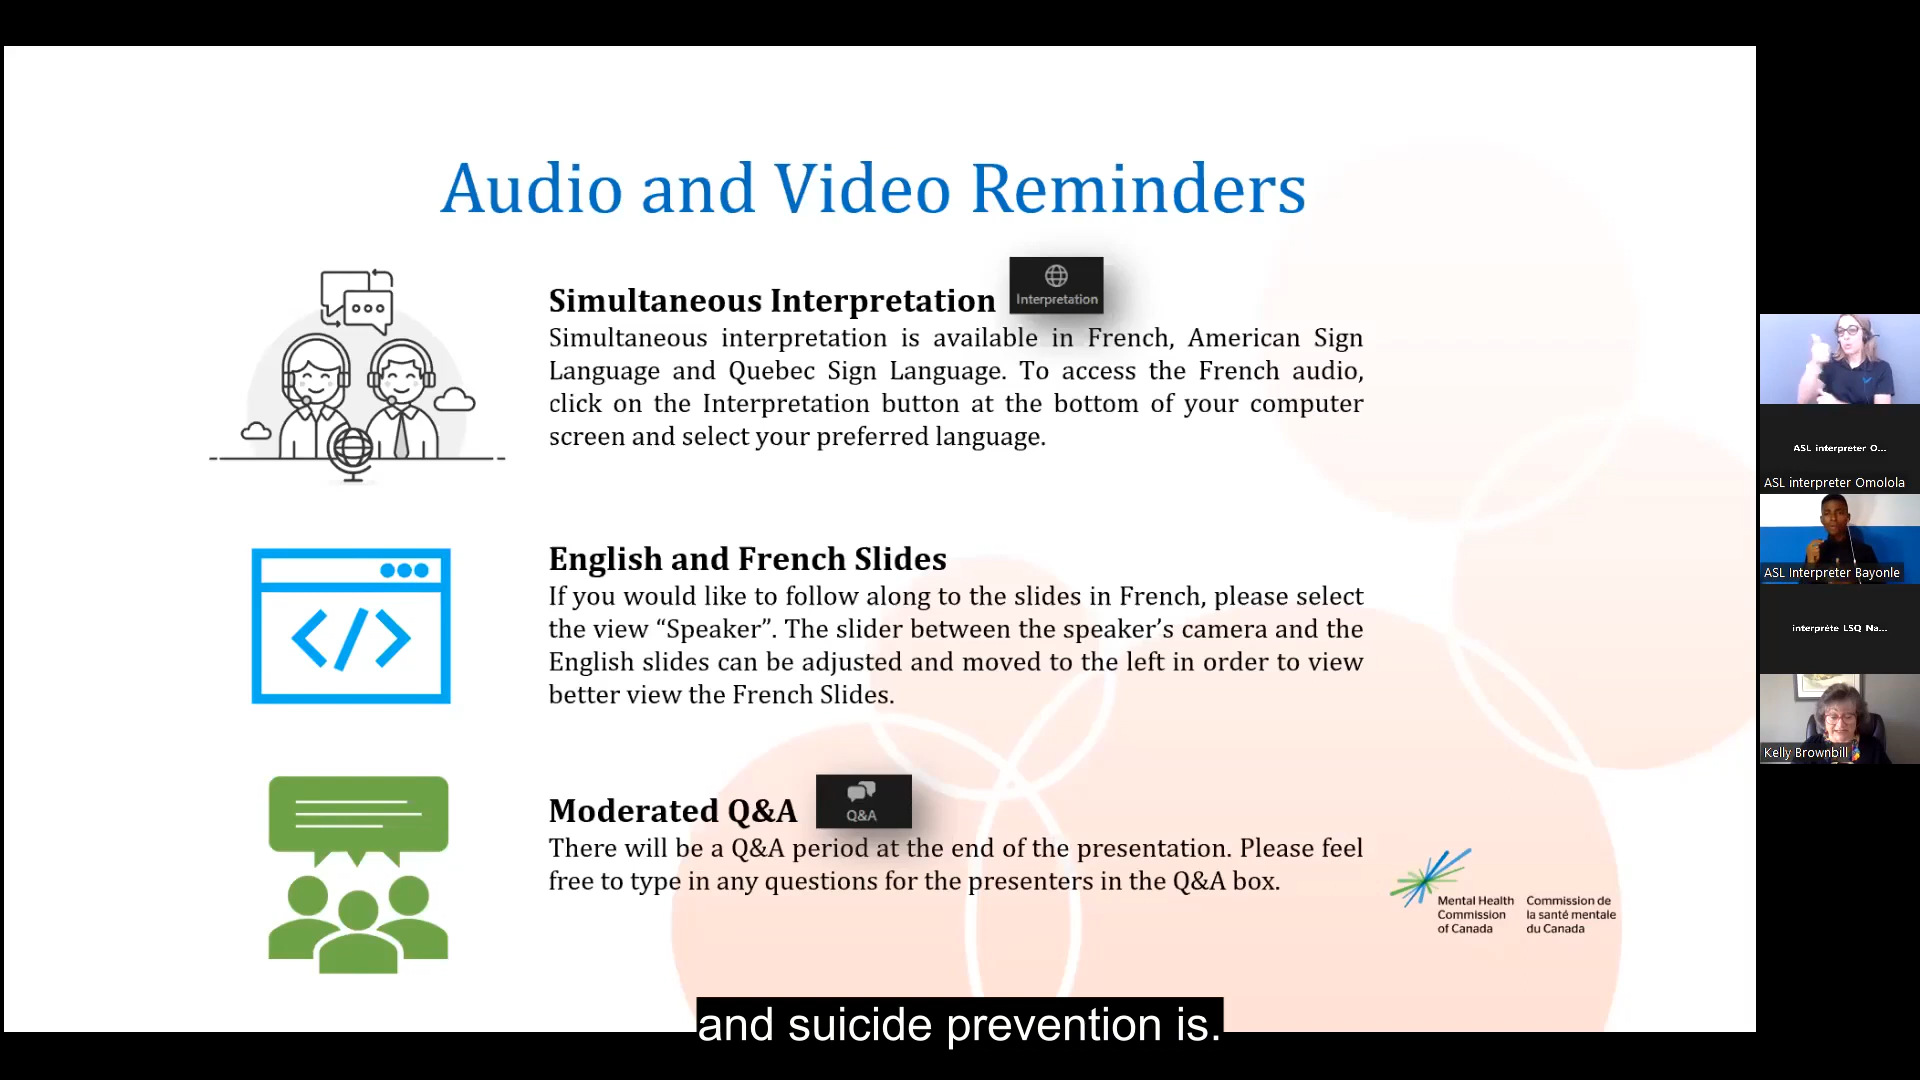 Audio and Video Reminders
Simultaneous Interpretation
Interpretation
Simultaneous interpretation is available in French, American Sign
Language and Quebec Sign Language. To access the French audio,
click on the Interpretation button at the bottom of your computer
screen and select your preferred language.
English and French Slides
If you would like to follow along to the slides in French, please select
the view “Speaker”. The slider between the speaker’s camera and the
English slides can be adjusted and moved to the left in order to view
better view the French Slides.
Moderated Q&A
Q&A
There will be a Q&A period at the end of the presentation. Please feel
free to type in any questions for the presenters in the Q&A box.
Mental Health
Commission
of Canada
Commission de
la santé mentale
du Canada
and suicide prevention is.
ASL interpreter O...
ASL interpreter Omolola
ASL Interpreter Bayonle
interprète LSQ Na...
Kelly Brownbill